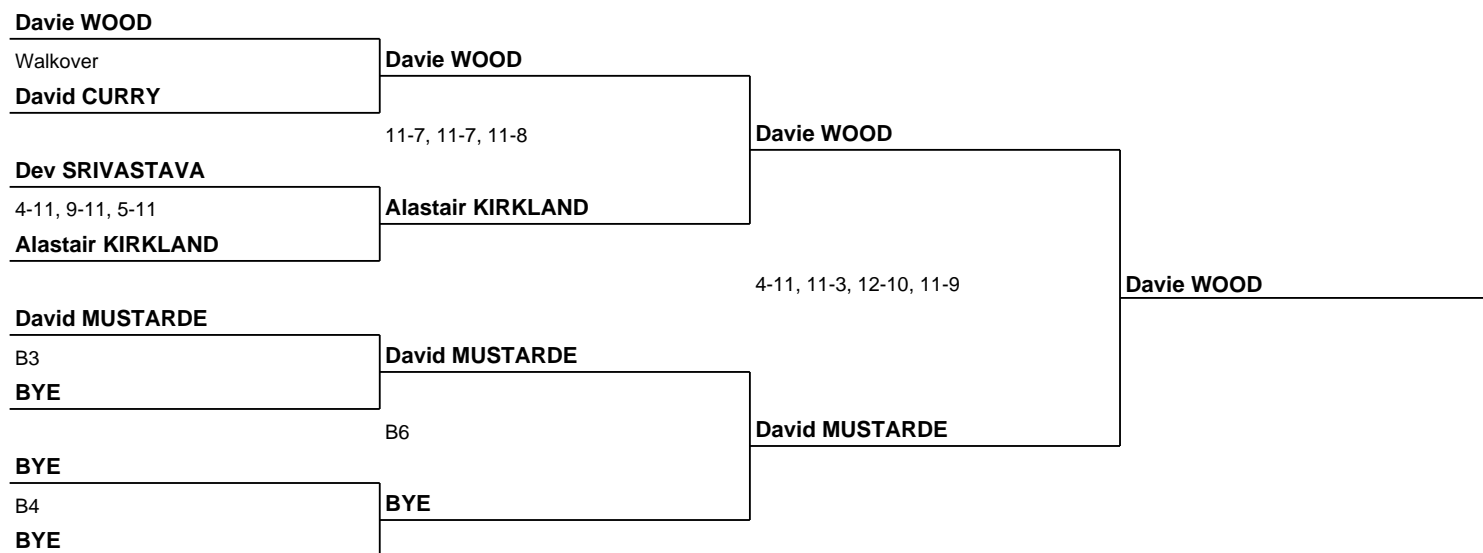 Davie WOOD
Walkover
David CURRY
Davie WOOD
11-7, 11-7, 11-8
Dev SRIVASTAVA
4-11, 9-11, 5-11
Alastair KIRKLAND
Alastair KIRKLAND
Davie WOOD
4-11, 11-3, 12-10, 11-9
Davie WOOD
David MUSTARDE
B3
BYE
David MUSTARDE
B6
David MUSTARDE
BYE
B4
BYE
BYE